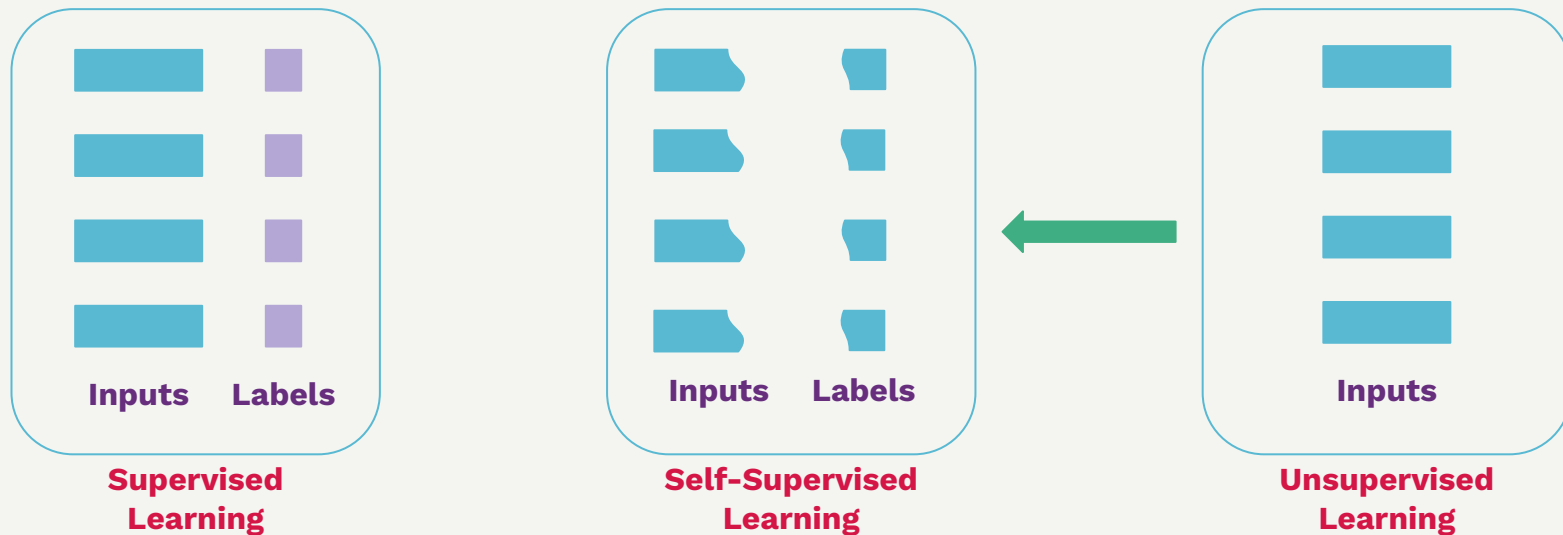 Inputs Labels
Supervised
Learning
Inputs Labels
Self-Supervised
Learning
Inputs
Unsupervised
Learning